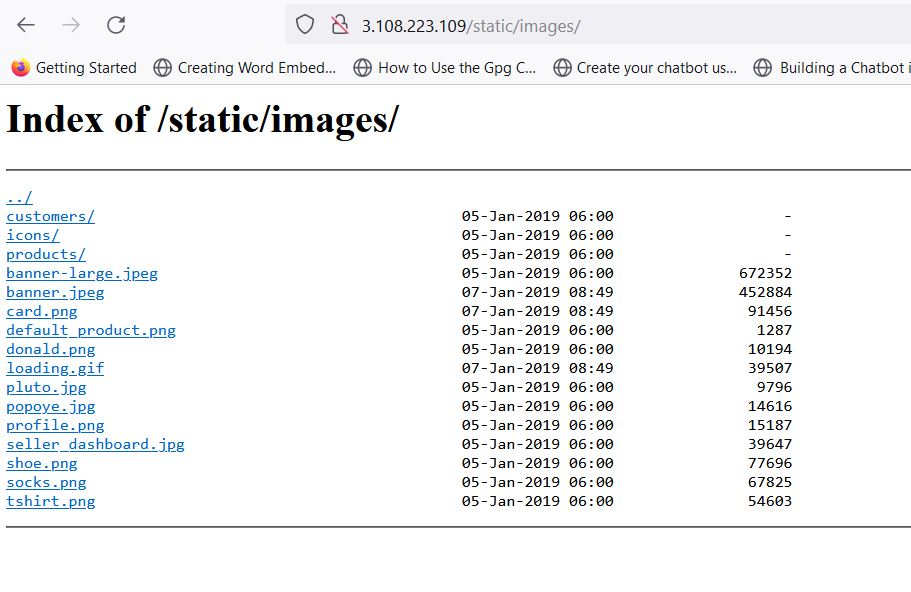 3.108.223.109/static/images/
Getting Started Creating Word Embed... How to Use the Gpg C... Create your chatbot us... Building a Chatbot i
Index of /static/images/
../
customers/ 05-Jan-2019 06:00 -
icons/ 05-Jan-2019 06:00 -
products/ 05-Jan-2019 06:00 -
banner-large.jpeg 05-Jan-2019 06:00 672352
banner.jpeg 07-Jan-2019 08:49 452884
card.png 07-Jan-2019 08:49 91456
default_product.png 05-Jan-2019 06:00 1287
donald.png 05-Jan-2019 06:00 10194
loading.gif 07-Jan-2019 08:49 39507
pluto.jpg 05-Jan-2019 06:00 9796
popoye.jpg 05-Jan-2019 06:00 14616
profile.png 05-Jan-2019 06:00 15187
seller_dashboard.jpg 05-Jan-2019 06:00 39647
shoe.png 05-Jan-2019 06:00 77696
socks.png 05-Jan-2019 06:00 67825
tshirt.png 05-Jan-2019 06:00 54603